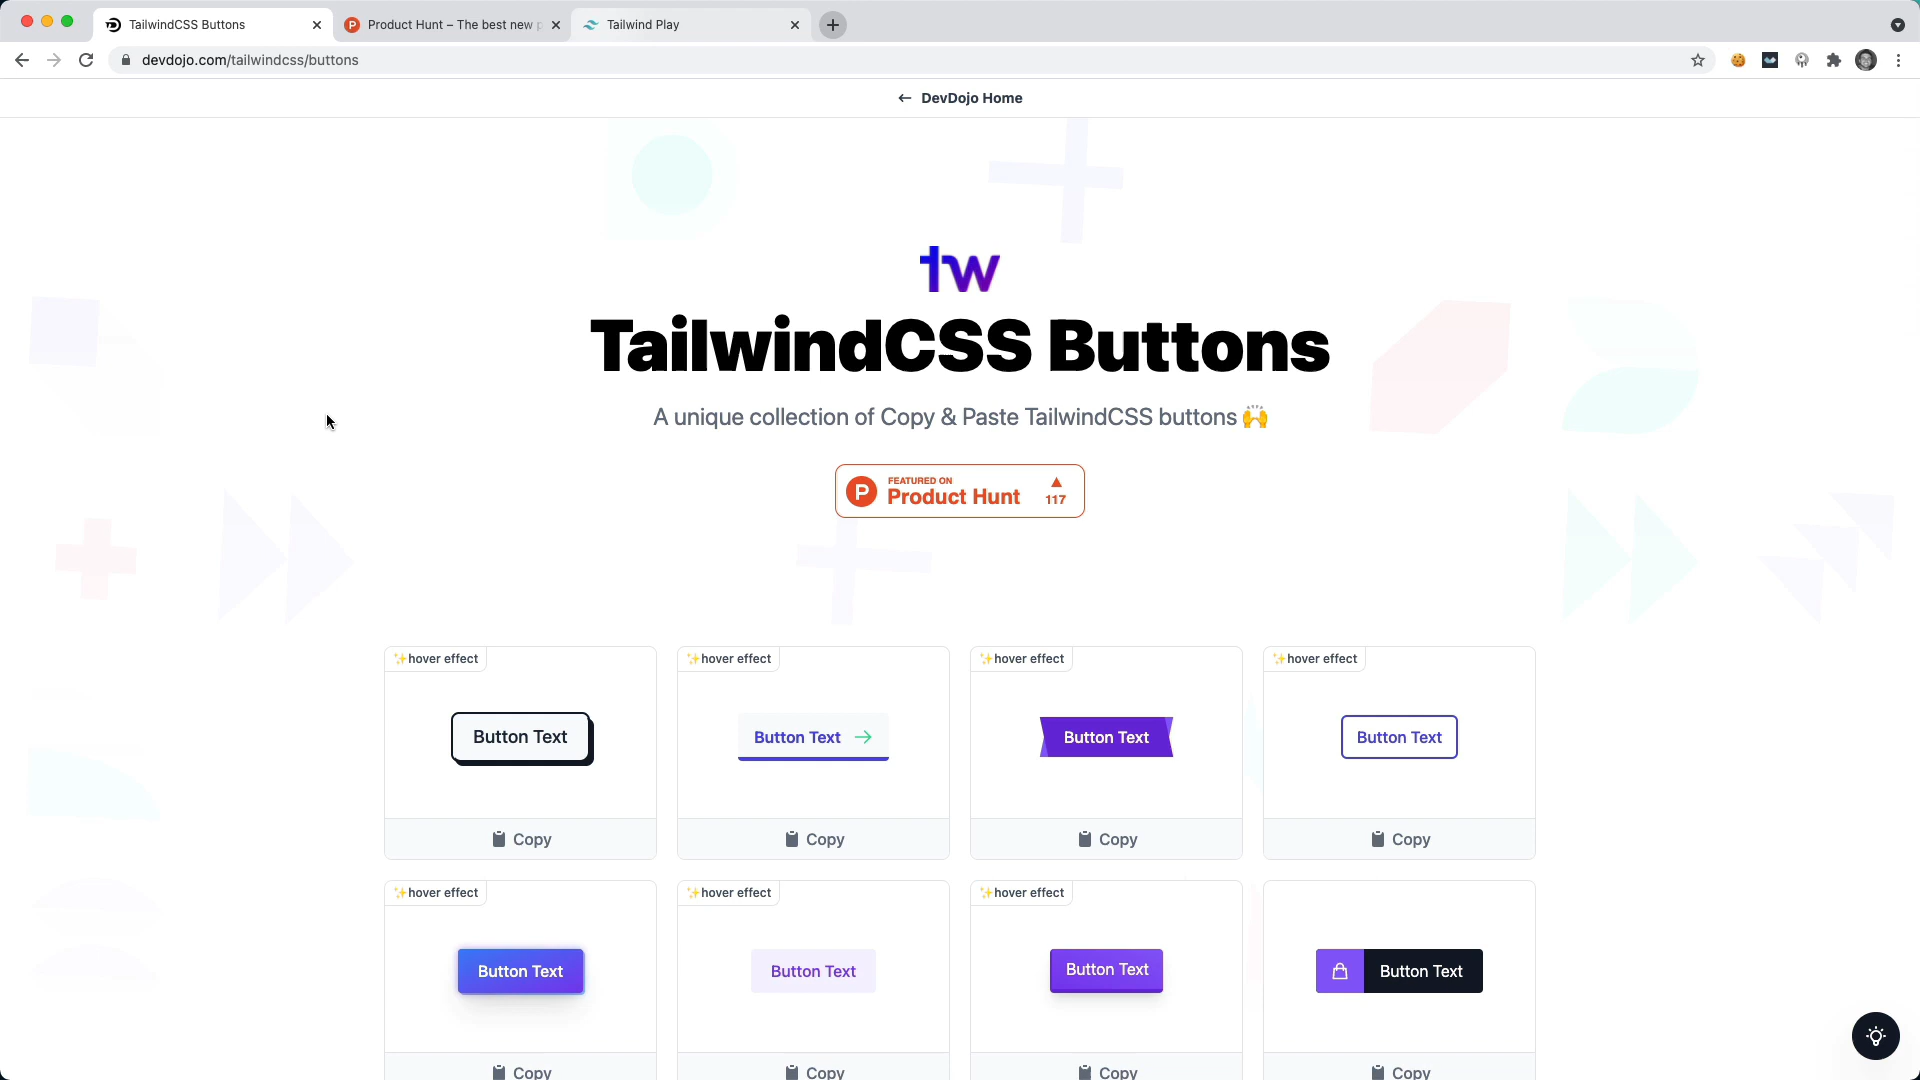 TailwindCSS Buttons
Product Hunt – The best new p
Tailwind Play
devdojo.com/tailwindcss/buttons
← DevDojo Home
tw
TailwindCSS Buttons
A unique collection of Copy & Paste TailwindCSS buttons 🙌
P
FEATURED ON
Product Hunt
▲
117
✨hover effect
✨hover effect
✨hover effect
✨hover effect
Button Text
Button Text →
Button Text
Button Text
Copy
Copy
Copy
Copy
✨hover effect
✨hover effect
✨hover effect
Button Text
Button Text
Button Text
Button Text
Copy
Copy
Copy
Copy